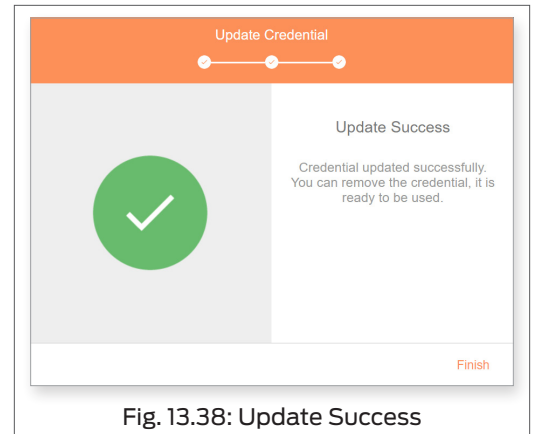 Update Credential
Update Success
Credential updated successfully.
You can remove the credential, it is
ready to be used.
Finish
Fig. 13.38: Update Success